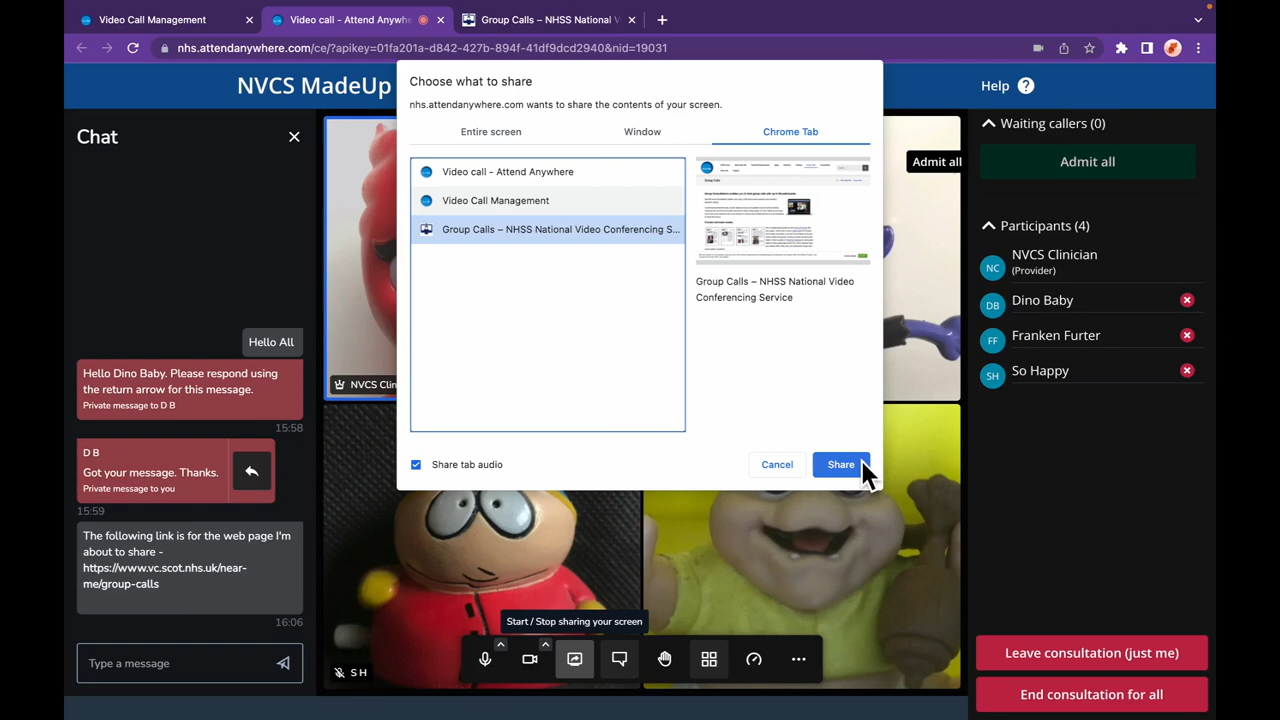 Video Call Management
Video call - Attend Anywhe
Group Calls – NHSS National V
nhs.attendanywhere.com/ce/?apikey=01fa201a-d842-427b-894f-41df9dcd2940&nid=19031
NVCS MadeUp
Help ?
Chat
Choose what to share
nhs.attendanywhere.com wants to share the contents of your screen.
Entire screen
Window
Chrome Tab
Video call - Attend Anywhere
Video Call Management
Group Calls – NHSS National Video Conferencing S...
Group Calls – NHSS National Video
Conferencing Service
Share tab audio
Cancel
Share
Hello All
Hello Dino Baby. Please respond using
the return arrow for this message.
Private message to D B
15:58
D B
Got your message. Thanks.
Private message to you
15:59
The following link is for the web page I'm
about to share -
https://www.vc.scot.nhs.uk/near-
me/group-calls
16:06
Type a message
NVCS Clin
S H
Start / Stop sharing your screen
Admit all
Waiting callers (0)
Admit all
Participants (4)
NC
NVCS Clinician
(Provider)
DB
Dino Baby
FF
Franken Furter
SH
So Happy
Leave consultation (just me)
End consultation for all